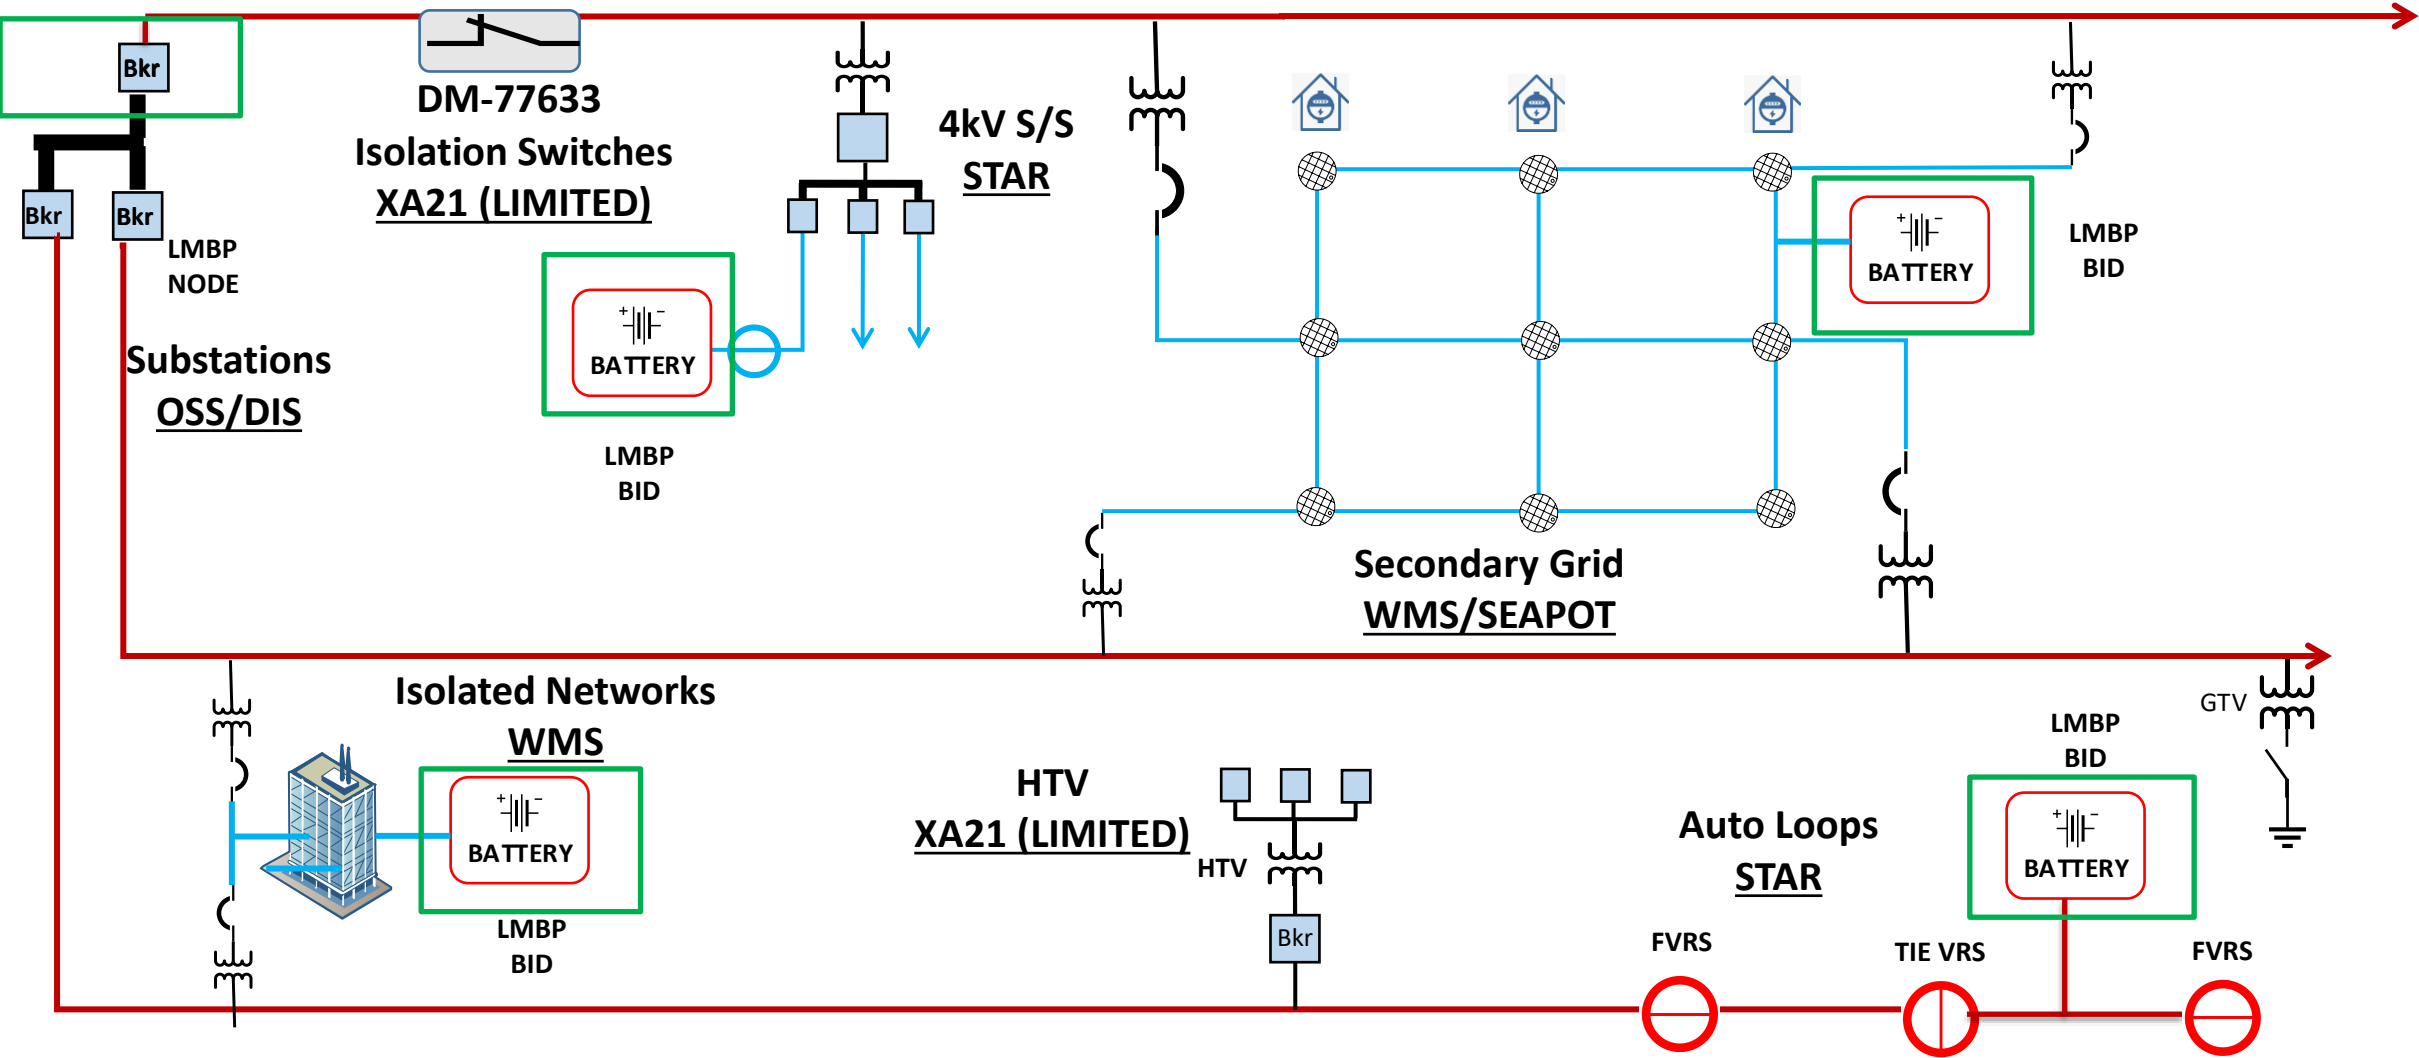 Bkr
DM-77633
Isolation Switches
XA21 (LIMITED)
4kV S/S
STAR
Bkr
Bkr
LMBP
NODE
Substations
OSS/DIS
+ −
BATTERY
LMBP
BID
+ −
BATTERY
LMBP
BID
Secondary Grid
WMS/SEAPOT
Isolated Networks
WMS
+ −
BATTERY
LMBP
BID
HTV
XA21 (LIMITED)
HTV
Bkr
GTV
LMBP
BID
Auto Loops
STAR
+ −
BATTERY
FVRS
TIE VRS
FVRS